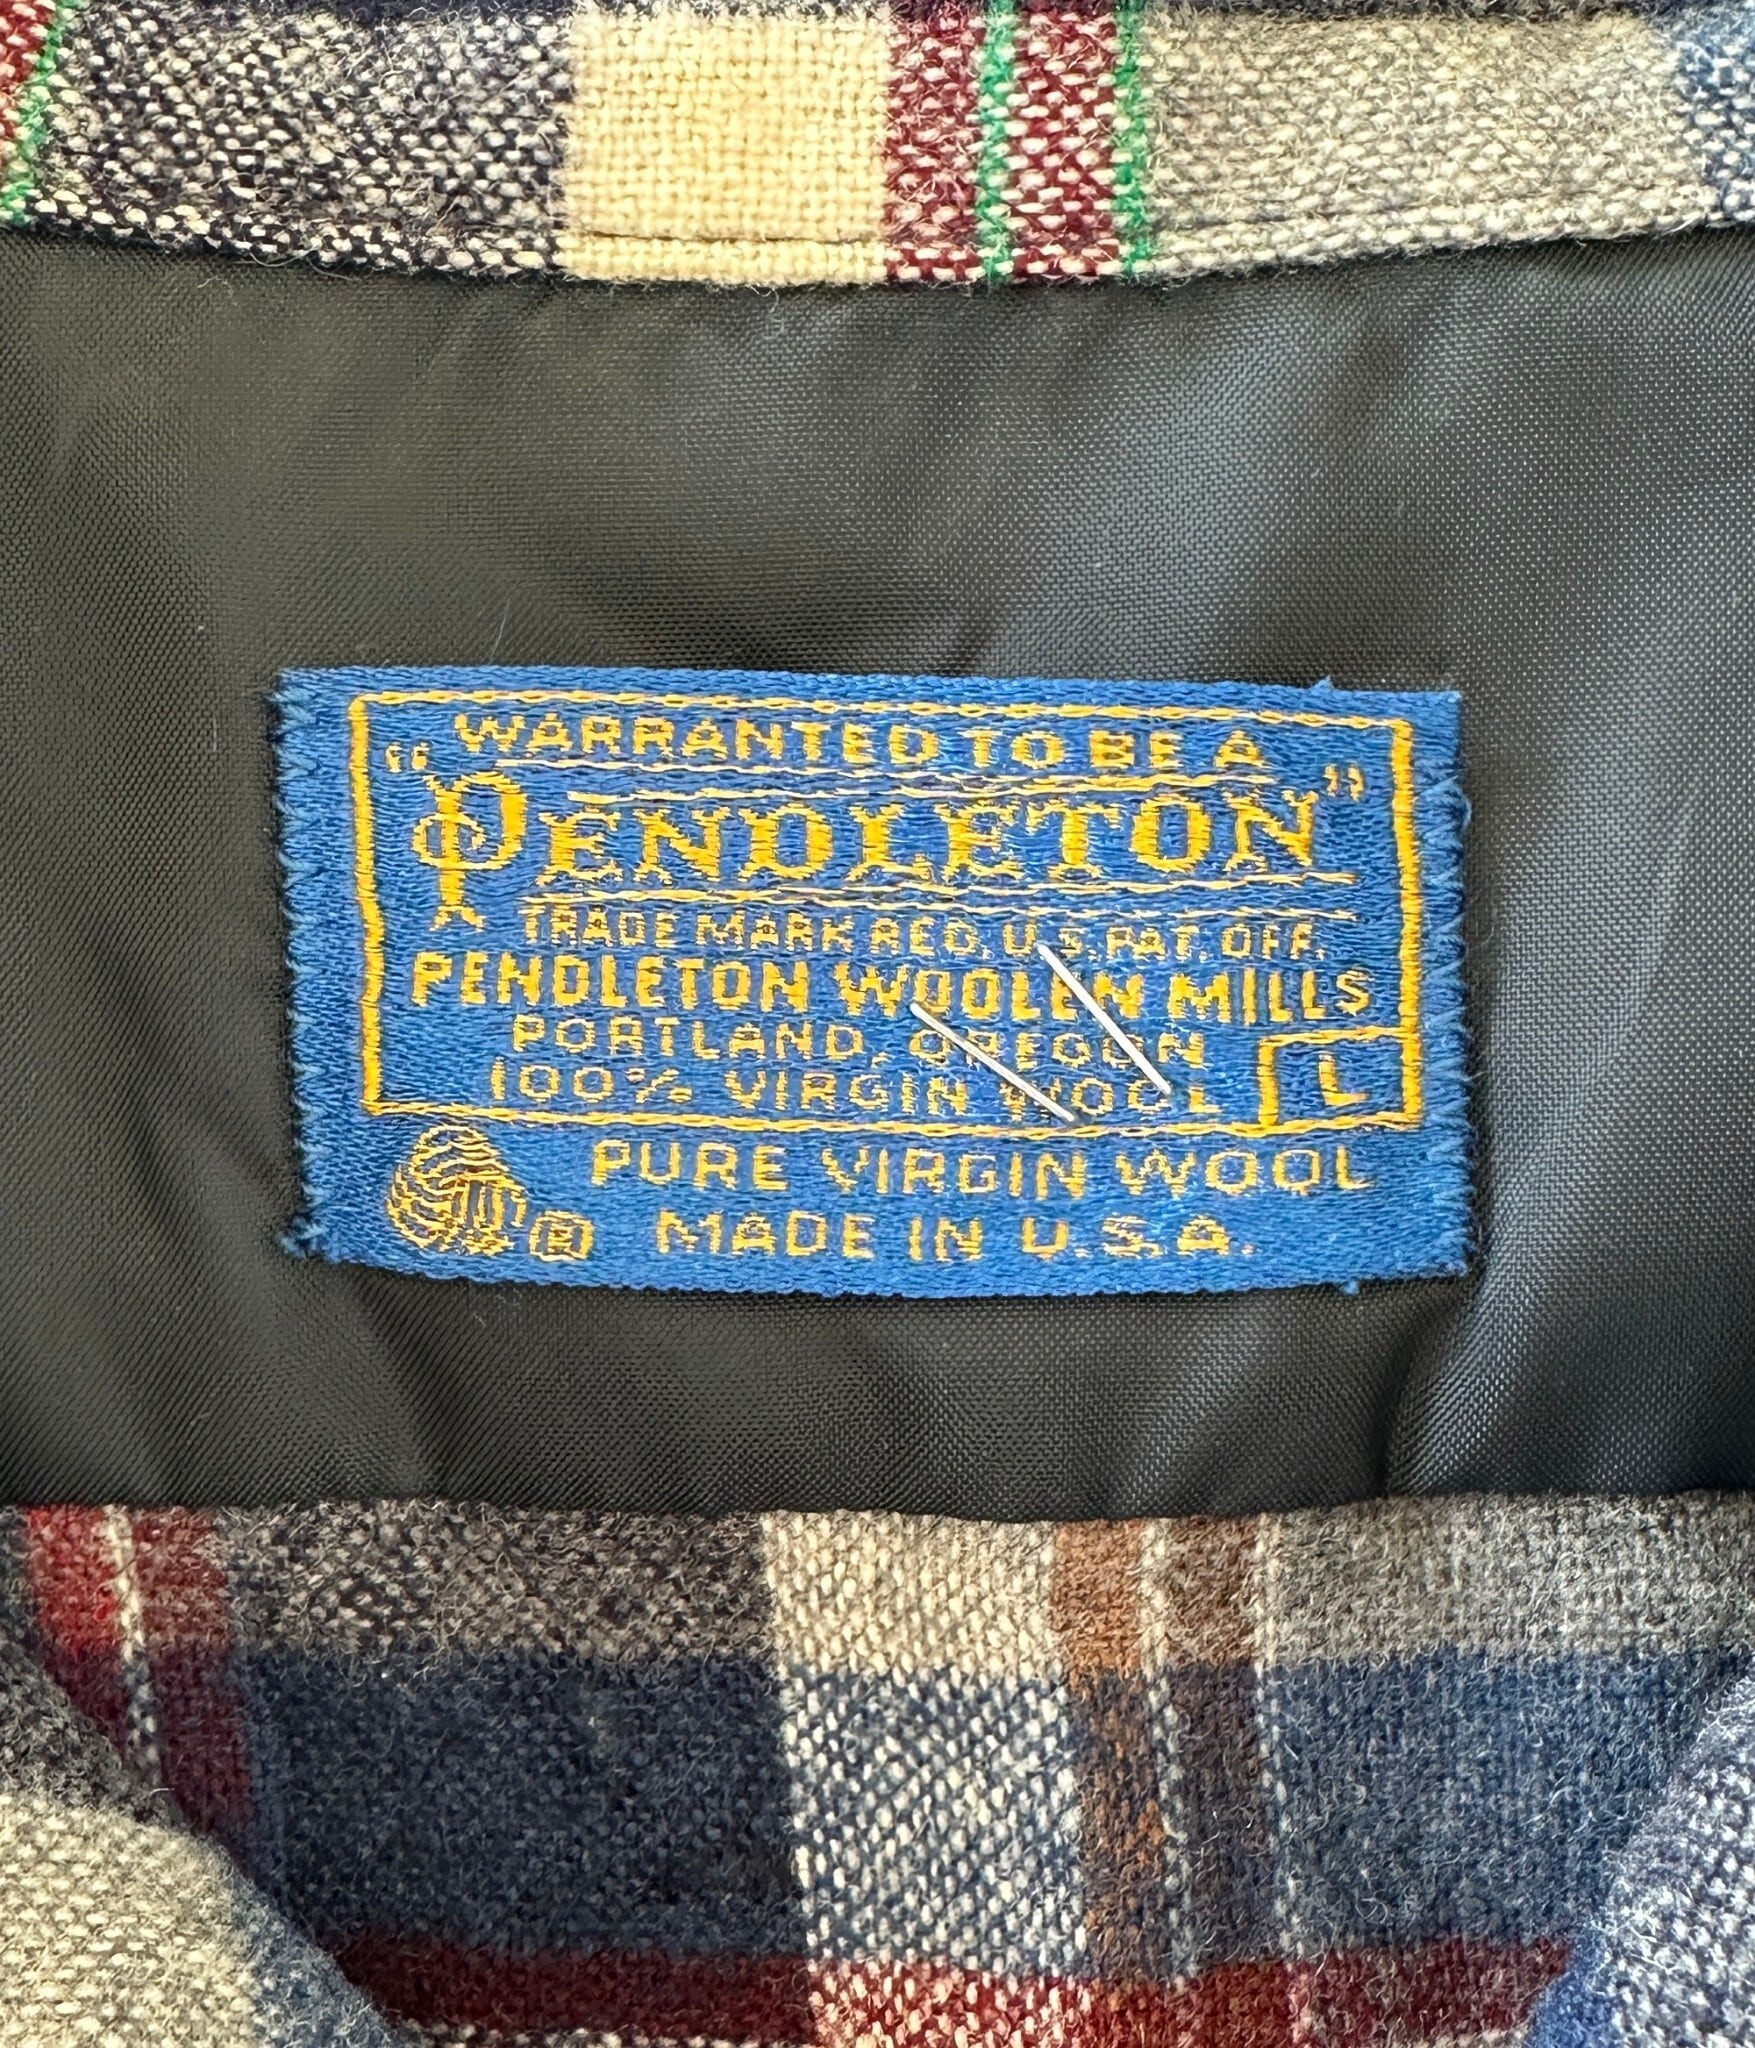 WARRANTED TO BE A
“PENDLETON”
TRADE MARK REG. U.S. PAT. OFF.
PENDLETON WOOLEN MILLS
PORTLAND, OREGON
100% VIRGIN WOOL
L
PURE VIRGIN WOOL
® MADE IN U.S.A.